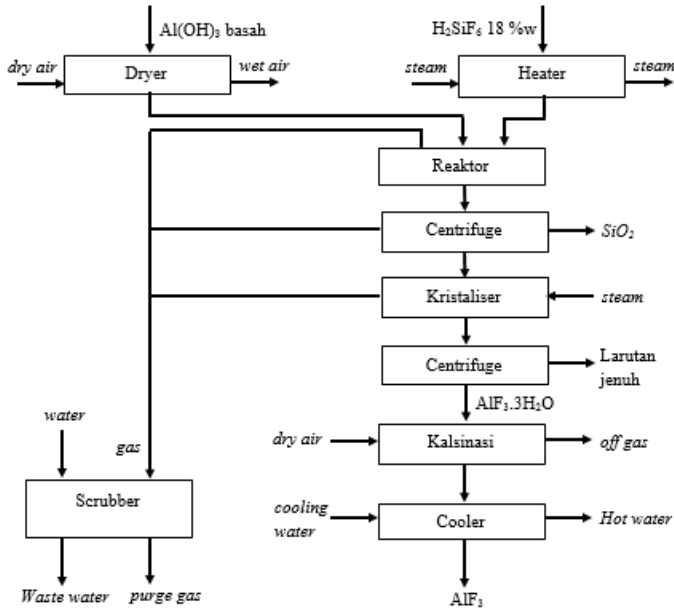 Al(OH)₃ basah
H₂SiF₆ 18 %w
dry air
Dryer
wet air
steam
Heater
steam
Reaktor
Centrifuge
SiO₂
Kristaliser
steam
Centrifuge
Larutan
jenuh
AlF₃.3H₂O
water
gas
dry air
Kalsinasi
off gas
Scrubber
cooling
water
Cooler
Hot water
Waste water
purge gas
AlF₃